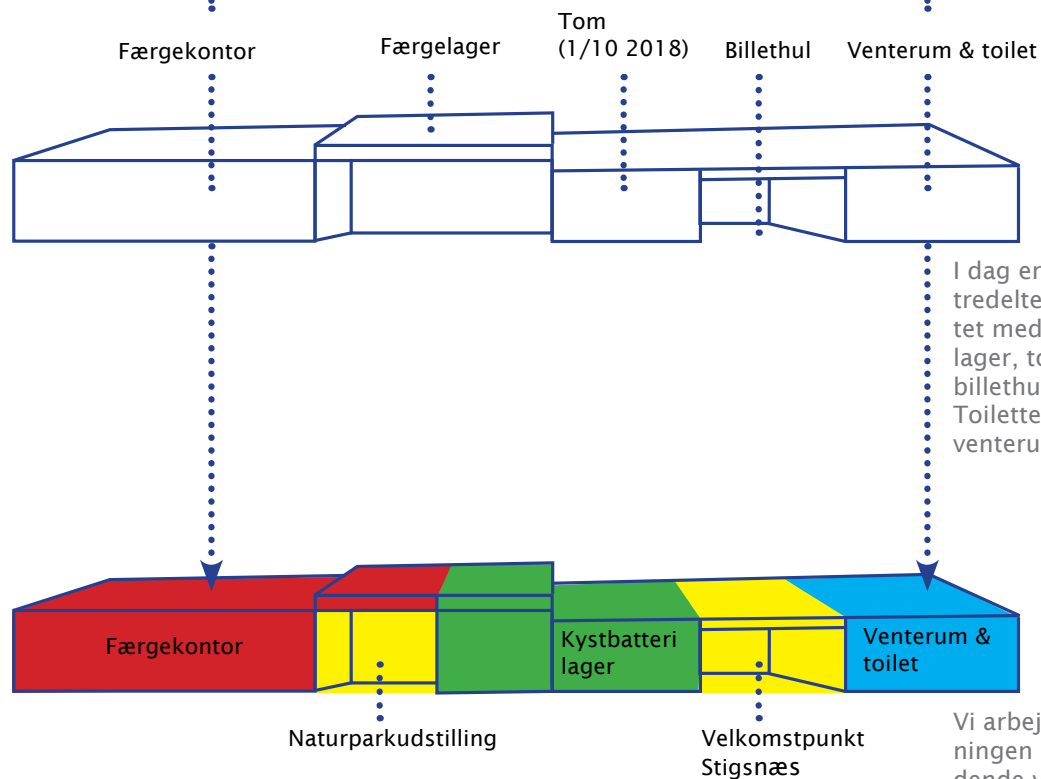 Færgekontor
Færgelager
Tom
(1/10 2018)
Billethul
Venterum & toilet
I dag er
tredelte
tet med
lager, to
billethu
Toilette
venteru
Færgekontor
Kystbatteri
lager
Venterum &
toilet
Naturparkudstilling
Velkomstpunkt
Stigsnæs
Vi arbej
ningen
dende v